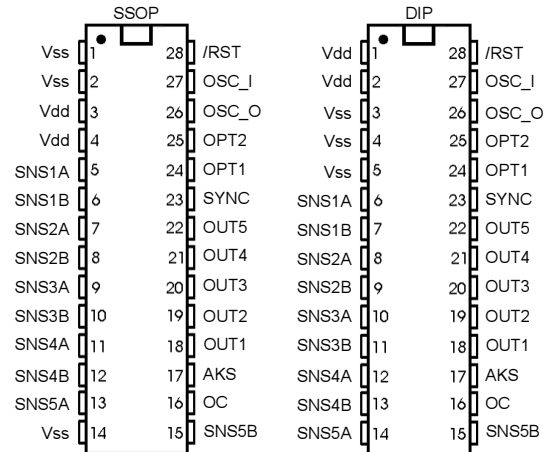 SSOP
Vss 1 28 /RST
Vss 2 27 OSC_I
Vdd 3 26 OSC_O
Vdd 4 25 OPT2
SNS1A 5 24 OPT1
SNS1B 6 23 SYNC
SNS2A 7 22 OUT5
SNS2B 8 21 OUT4
SNS3A 9 20 OUT3
SNS3B 10 19 OUT2
SNS4A 11 18 OUT1
SNS4B 12 17 AKS
SNS5A 13 16 OC
Vss 14 15 SNS5B
DIP
Vdd 1 28 /RST
Vdd 2 27 OSC_I
Vss 3 26 OSC_O
Vss 4 25 OPT2
Vss 5 24 OPT1
SNS1A 6 23 SYNC
SNS1B 7 22 OUT5
SNS2A 8 21 OUT4
SNS2B 9 20 OUT3
SNS3A 10 19 OUT2
SNS3B 11 18 OUT1
SNS4A 12 17 AKS
SNS4B 13 16 OC
SNS5A 14 15 SNS5B